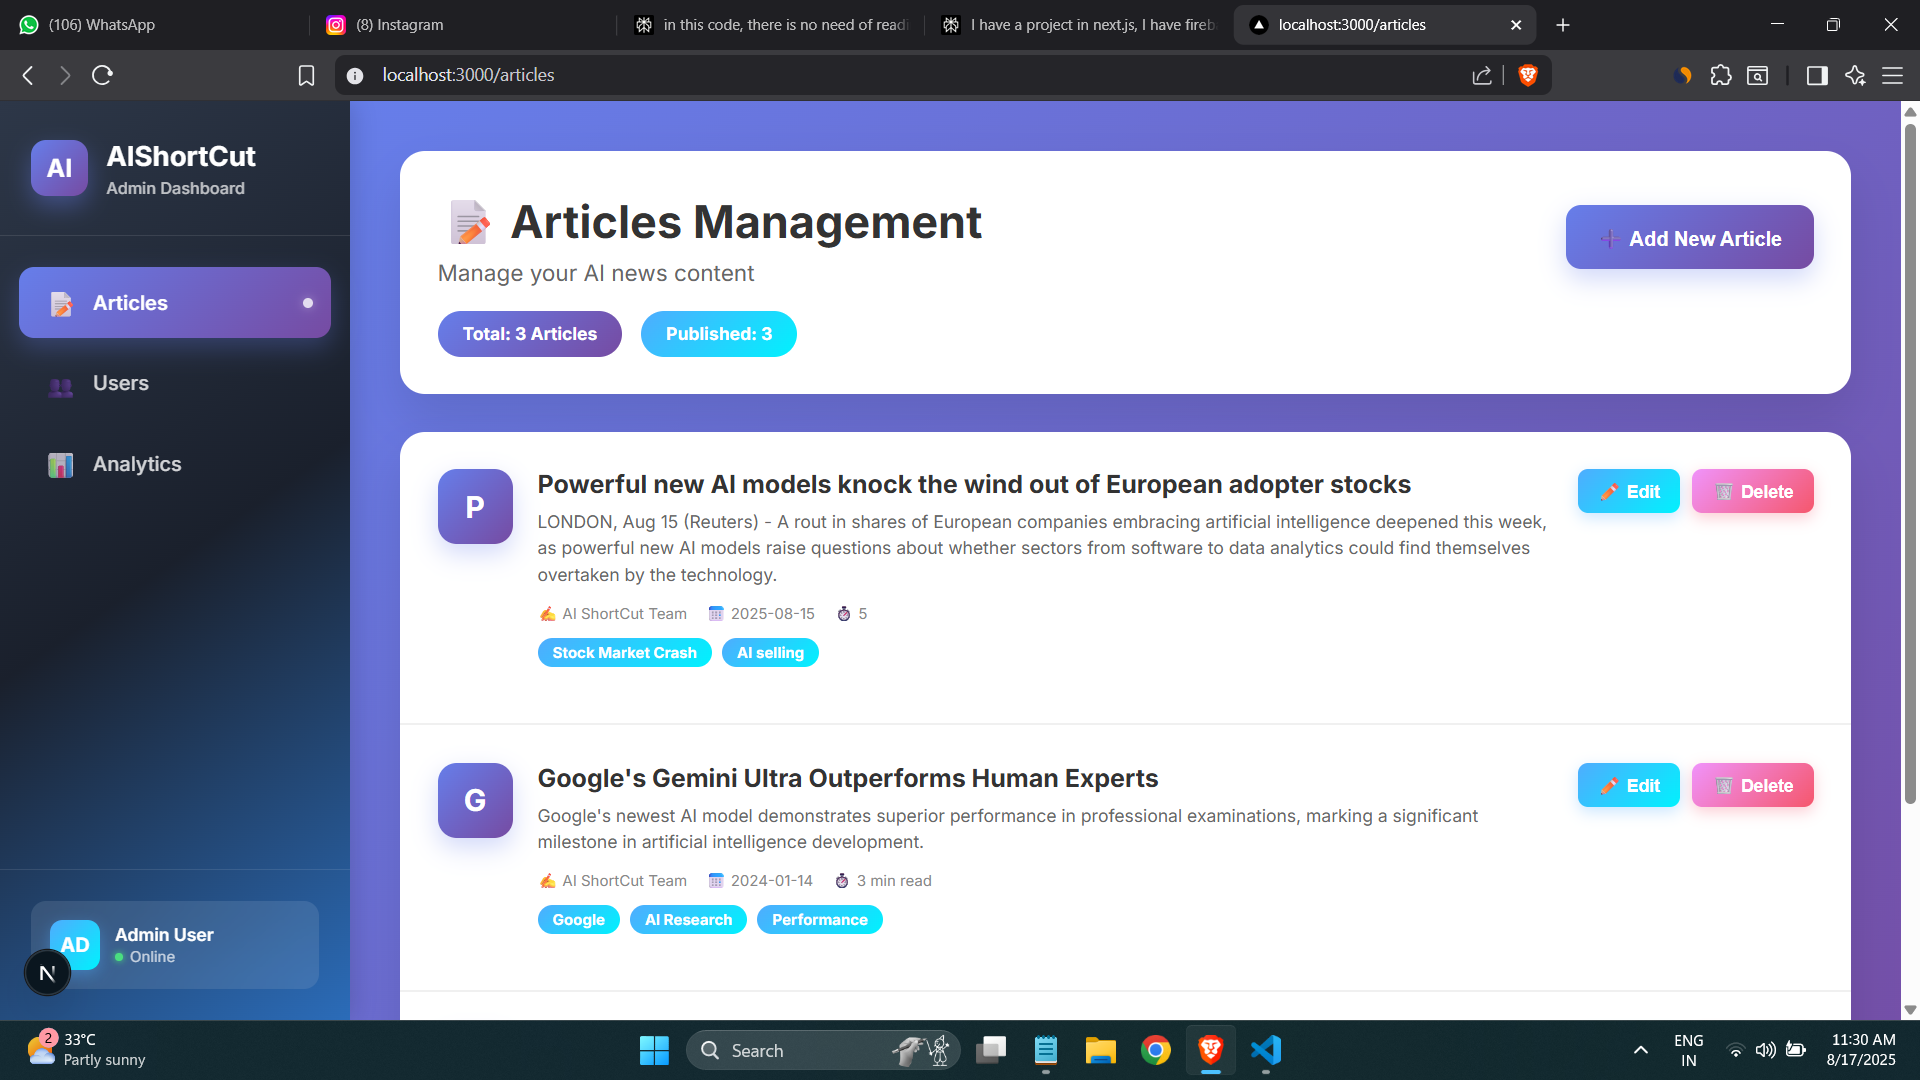 (106) WhatsApp
(8) Instagram
in this code, there is no need of readi
I have a project in next.js, I have fireb
localhost:3000/articles
localhost:3000/articles
AI
AIShortCut
Admin Dashboard
Articles
Users
Analytics
AD
Admin User
Online
N
Articles Management
Manage your AI news content
Total: 3 Articles
Published: 3
Add New Article
P
Powerful new AI models knock the wind out of European adopter stocks
LONDON, Aug 15 (Reuters) - A rout in shares of European companies embracing artificial intelligence deepened this week,
as powerful new AI models raise questions about whether sectors from software to data analytics could find themselves
overtaken by the technology.
AI ShortCut Team 2025-08-15 5
Stock Market Crash AI selling
Edit Delete
G
Google's Gemini Ultra Outperforms Human Experts
Google's newest AI model demonstrates superior performance in professional examinations, marking a significant
milestone in artificial intelligence development.
AI ShortCut Team 2024-01-14 3 min read
Google AI Research Performance
Edit Delete
2
33°C
Partly sunny
Search
ENG
IN
11:30 AM
8/17/2025